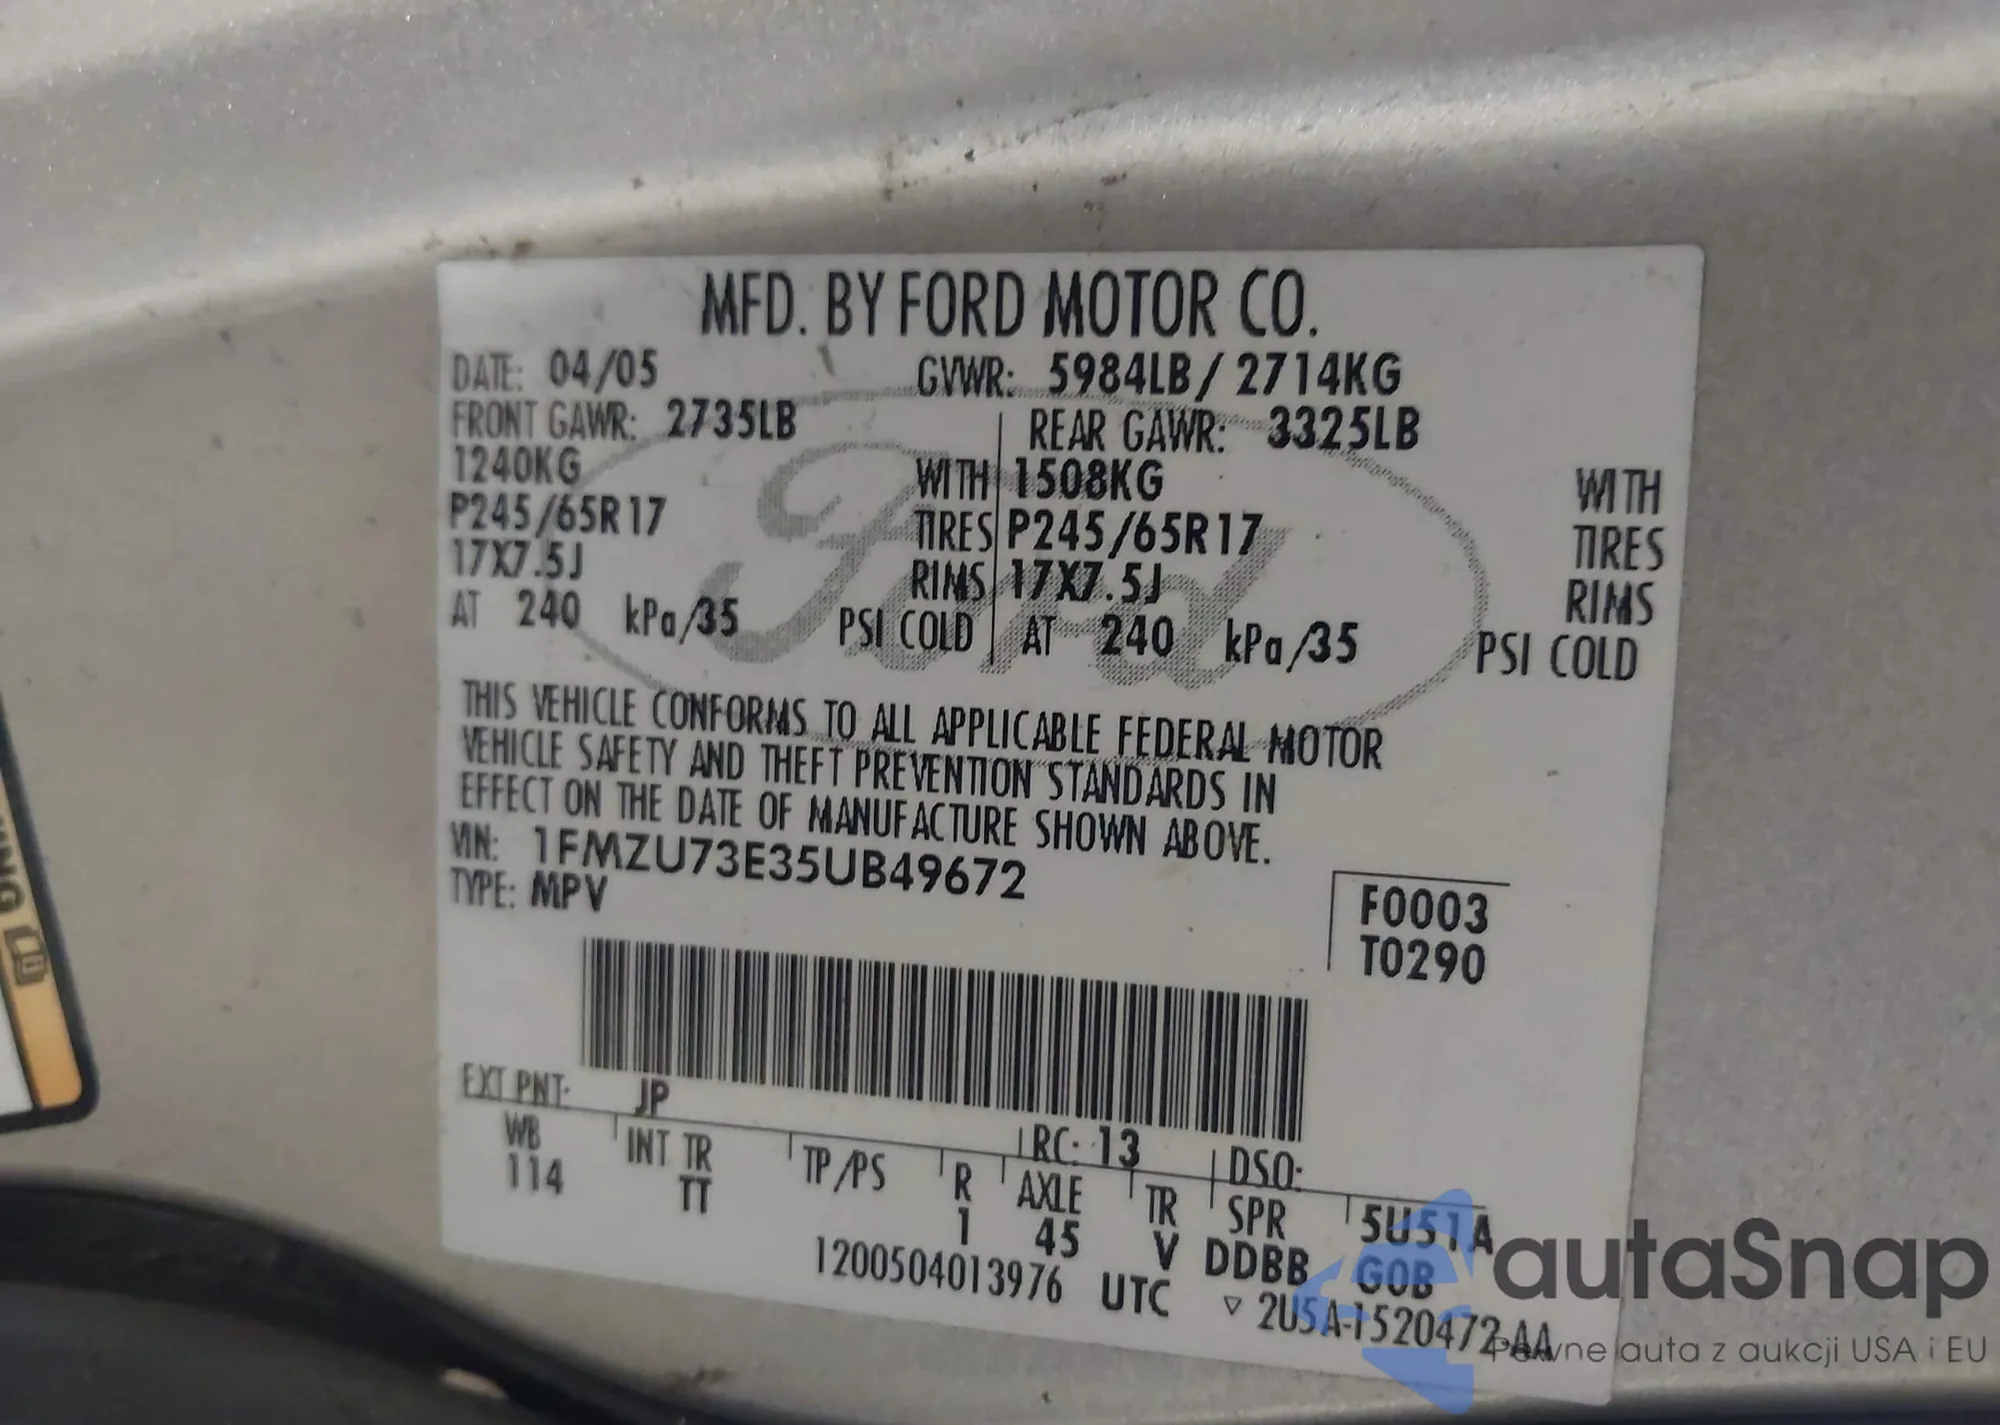 MFD. BY FORD MOTOR CO.
DATE: 04/05 GVWR: 5984LB/ 2714KG
FRONT GAWR: 2735LB REAR GAWR: 3325LB
1240KG WITH 1508KG WITH
P245/65R17 TIRES P245/65R17 TIRES
17X7.5J RIMS 17X7.5J RIMS
AT 240 kPa/35 PSI COLD AT 240 kPa/35 PSI COLD
Ford
THIS VEHICLE CONFORMS TO ALL APPLICABLE FEDERAL MOTOR
VEHICLE SAFETY AND THEFT PREVENTION STANDARDS IN
EFFECT ON THE DATE OF MANUFACTURE SHOWN ABOVE.
VIN: 1FMZU73E35UB49672
TYPE: MPV
F0003
T0290
EXT PNT: JP RC: 13 DSO:
WB INT TR TP/PS R AXLE TR SPR 5U51A
114 TT 1 45 V DDBB GOB
1200504013976 UTC ▽ 2U5A-1520472-AA
autaSnap
Pewne auta z aukcji USA i EU